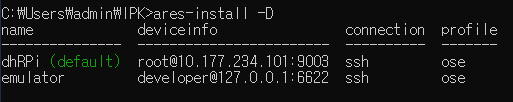 C:₩Users₩admin₩IPK>ares-install -D
name deviceinfo connection profile
------------------ ------------------------ ---------- -------
dhRPi (default) root@10.177.234.101:9003 ssh ose
emulator developer@127.0.0.1:6622 ssh ose